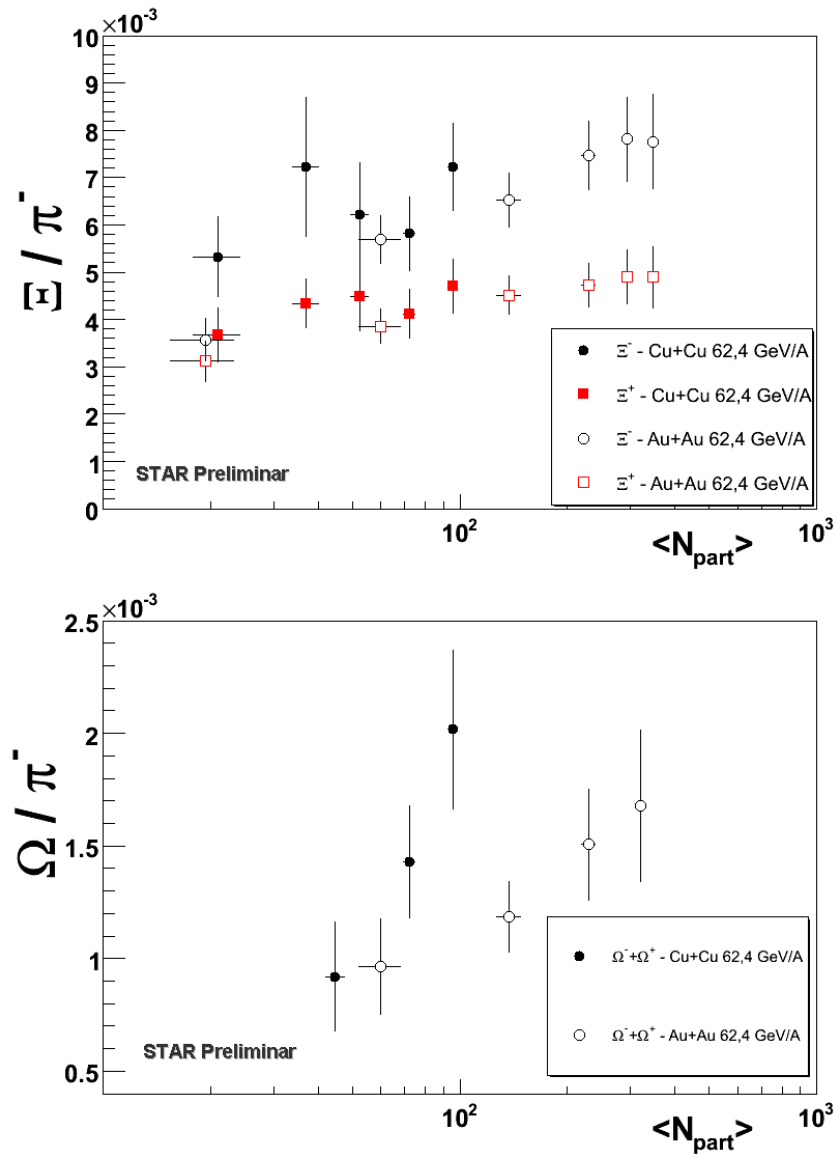 ×10⁻³
10
9
8
7
6
5
4
3
2
1
0
Ξ / π⁻
Ξ⁻ - Cu+Cu 62,4 GeV/A
Ξ⁺ - Cu+Cu 62,4 GeV/A
Ξ⁻ - Au+Au 62,4 GeV/A
Ξ⁺ - Au+Au 62,4 GeV/A
STAR Preliminar
10²
10³
<N_part>
×10⁻³
2.5
2
1.5
1
0.5
Ω / π⁻
Ω⁻+Ω⁺ - Cu+Cu 62,4 GeV/A
Ω⁻+Ω⁺ - Au+Au 62,4 GeV/A
STAR Preliminar
10²
10³
<N_part>